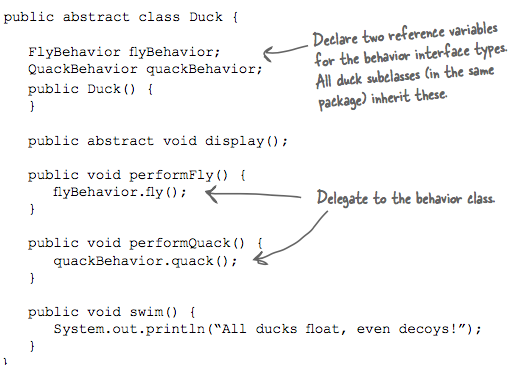 public abstract class Duck {
FlyBehavior flyBehavior;
QuackBehavior quackBehavior;
public Duck() {
}
public abstract void display();
public void performFly() {
flyBehavior.fly();
}
public void performQuack() {
quackBehavior.quack();
}
public void swim() {
System.out.println(“All ducks float, even decoys!”);
}
}
Declare two reference variables
for the behavior interface types.
All duck subclasses (in the same
package) inherit these.
Delegate to the behavior class.